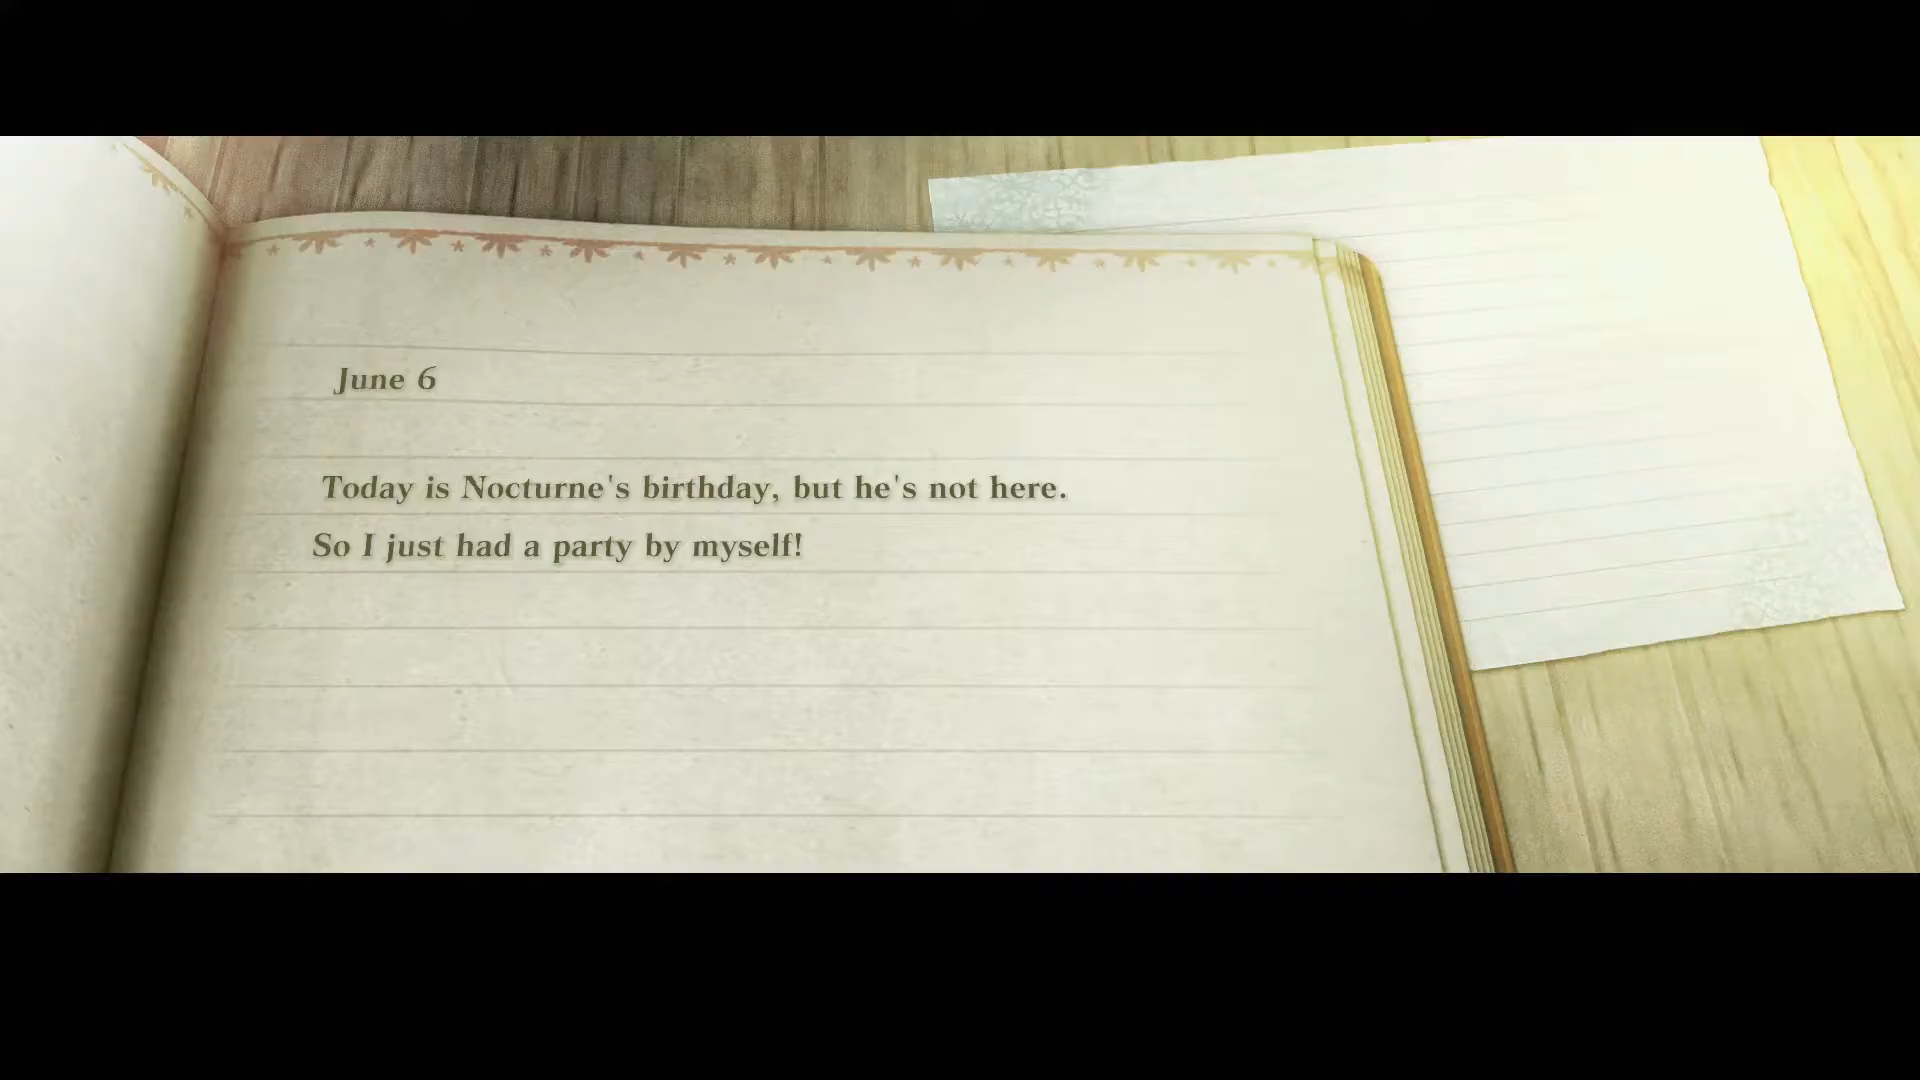 June 6
Today is Nocturne's birthday, but he's not here.
So I just had a party by myself!